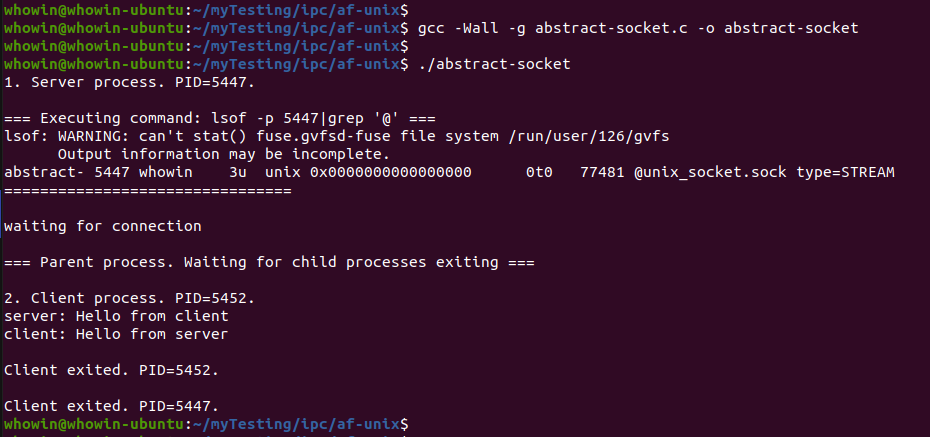 whowin@whowin-ubuntu:~/myTesting/ipc/af-unix$
whowin@whowin-ubuntu:~/myTesting/ipc/af-unix$ gcc -Wall -g abstract-socket.c -o abstract-socket
whowin@whowin-ubuntu:~/myTesting/ipc/af-unix$
whowin@whowin-ubuntu:~/myTesting/ipc/af-unix$ ./abstract-socket
1. Server process. PID=5447.
=== Executing command: lsof -p 5447|grep '@' ===
lsof: WARNING: can't stat() fuse.gvfsd-fuse file system /run/user/126/gvfs
      Output information may be incomplete.
abstract- 5447 whowin    3u  unix 0x0000000000000000      0t0   77481 @unix_socket.sock type=STREAM
================================
waiting for connection
=== Parent process. Waiting for child processes exiting ===
2. Client process. PID=5452.
server: Hello from client
client: Hello from server
Client exited. PID=5452.
Client exited. PID=5447.
whowin@whowin-ubuntu:~/myTesting/ipc/af-unix$